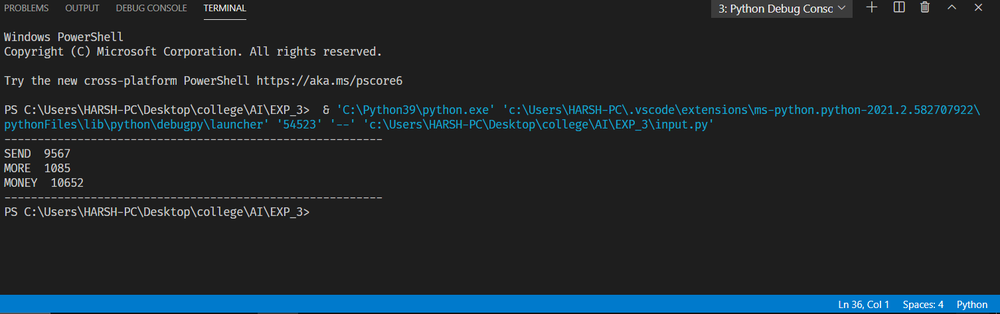 PROBLEMS OUTPUT DEBUG CONSOLE TERMINAL 3: Python Debug Consc
Windows PowerShell
Copyright (C) Microsoft Corporation. All rights reserved.
Try the new cross-platform PowerShell https://aka.ms/pscore6
PS C:\Users\HARSH-PC\Desktop\college\AI\EXP_3>  & 'C:\Python39\python.exe' 'c:\Users\HARSH-PC\.vscode\extensions\ms-python.python-2021.2.582707922\
pythonFiles\lib\python\debugpy\launcher' '54523' '--' 'c:\Users\HARSH-PC\Desktop\college\AI\EXP_3\input.py'
---------------------------------------------------------
SEND  9567
MORE  1085
MONEY  10652
---------------------------------------------------------
PS C:\Users\HARSH-PC\Desktop\college\AI\EXP_3>
Ln 36, Col 1 Spaces: 4 Python